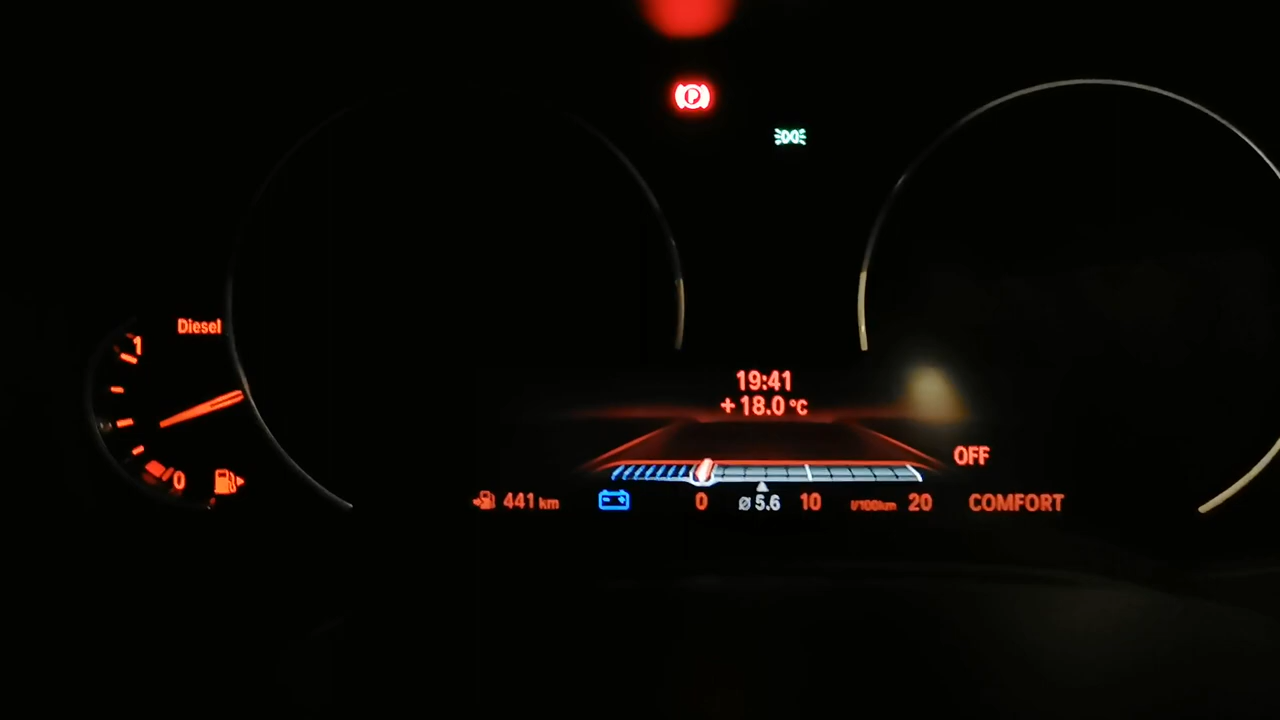 P
Diesel
1
19:41
+18.0 °C
0
OFF
441 km
0
Ø 5.6
10
l/100km
20
COMFORT